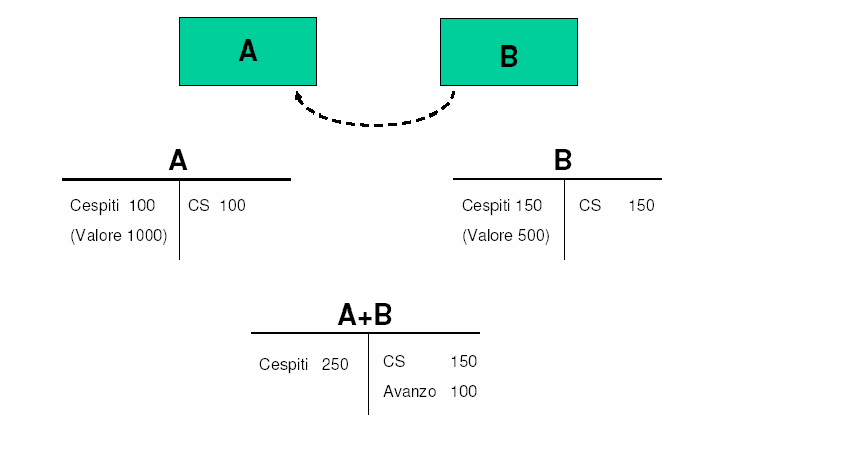 A
B
A
Cespiti 100
CS 100
(Valore 1000)
B
Cespiti 150
CS 150
(Valore 500)
A+B
Cespiti 250
CS 150
Avanzo 100